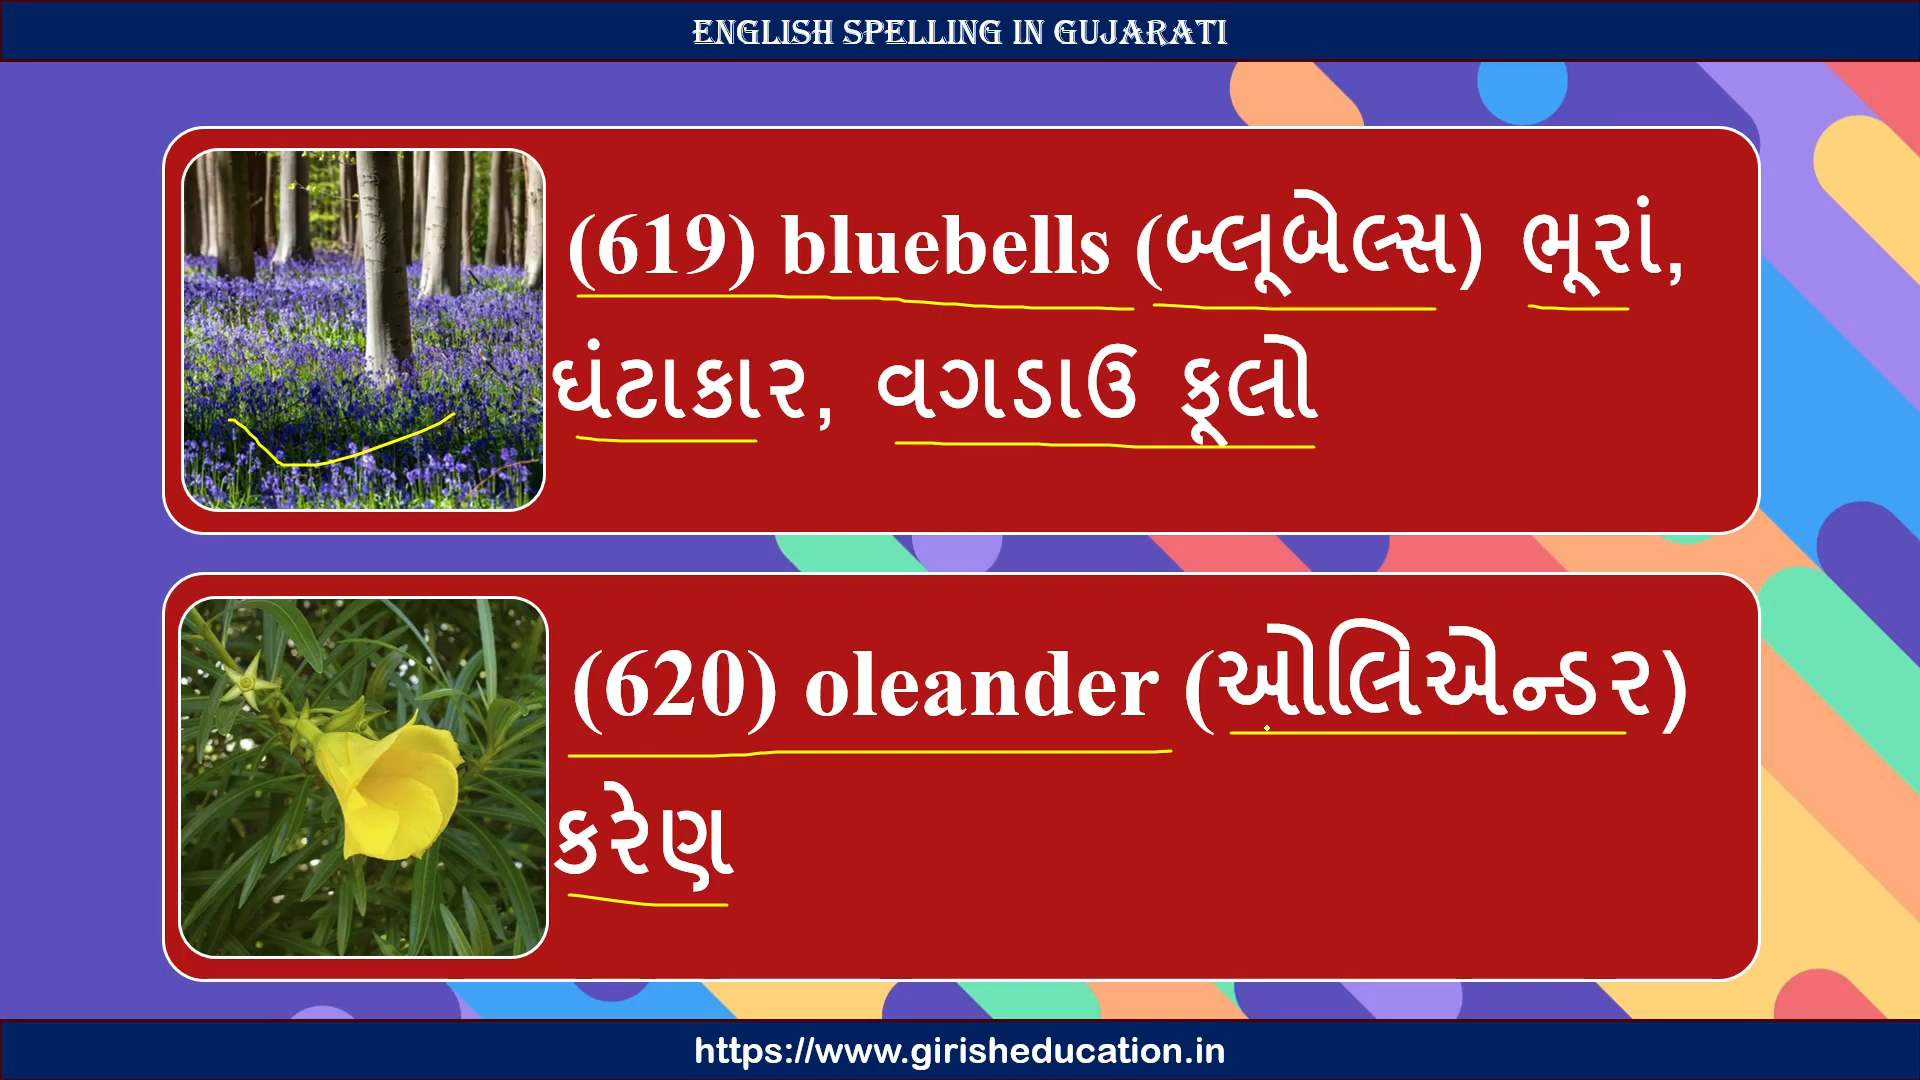 ENGLISH SPELLING IN GUJARATI
(619) bluebells (બ્લૂબેલ્સ) ભૂરાં,
ઘંટાકાર, વગડાઉ ફૂલો
(620) oleander (ઓલિએન્ડર)
કરેણ
https://www.girisheducation.in